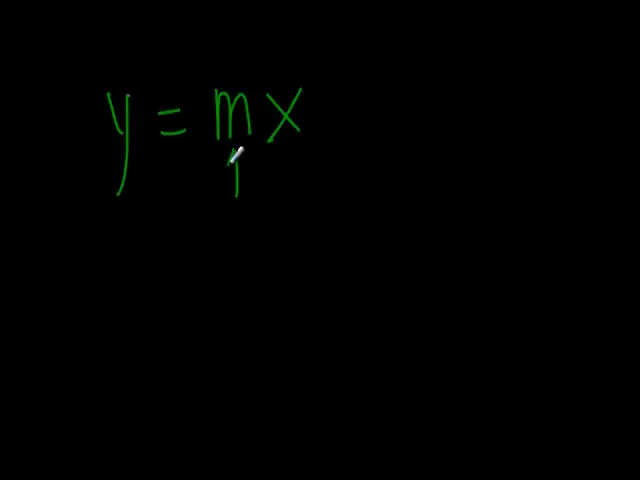 y = mx